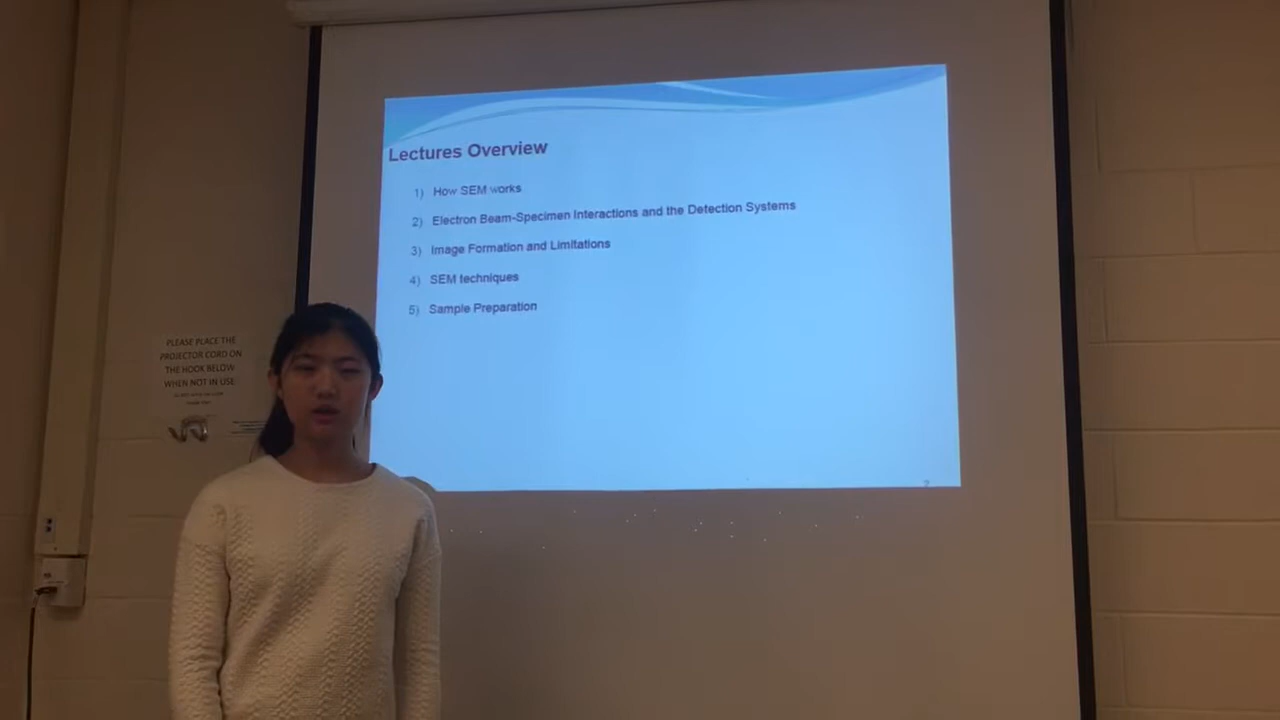 Lectures Overview
1) How SEM works
2) Electron Beam-Specimen Interactions and the Detection Systems
3) Image Formation and Limitations
4) SEM techniques
5) Sample Preparation
2
PLEASE PLACE THE
PROJECTOR CORD ON
THE HOOK BELOW
WHEN NOT IN USE